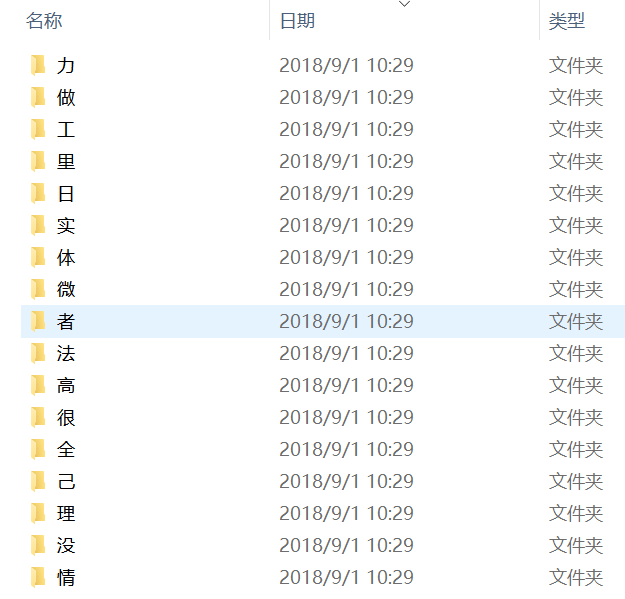 名称 日期 类型
力 2018/9/1 10:29 文件夹
做 2018/9/1 10:29 文件夹
工 2018/9/1 10:29 文件夹
里 2018/9/1 10:29 文件夹
日 2018/9/1 10:29 文件夹
实 2018/9/1 10:29 文件夹
体 2018/9/1 10:29 文件夹
微 2018/9/1 10:29 文件夹
者 2018/9/1 10:29 文件夹
法 2018/9/1 10:29 文件夹
高 2018/9/1 10:29 文件夹
很 2018/9/1 10:29 文件夹
全 2018/9/1 10:29 文件夹
己 2018/9/1 10:29 文件夹
理 2018/9/1 10:29 文件夹
没 2018/9/1 10:29 文件夹
情 2018/9/1 10:29 文件夹